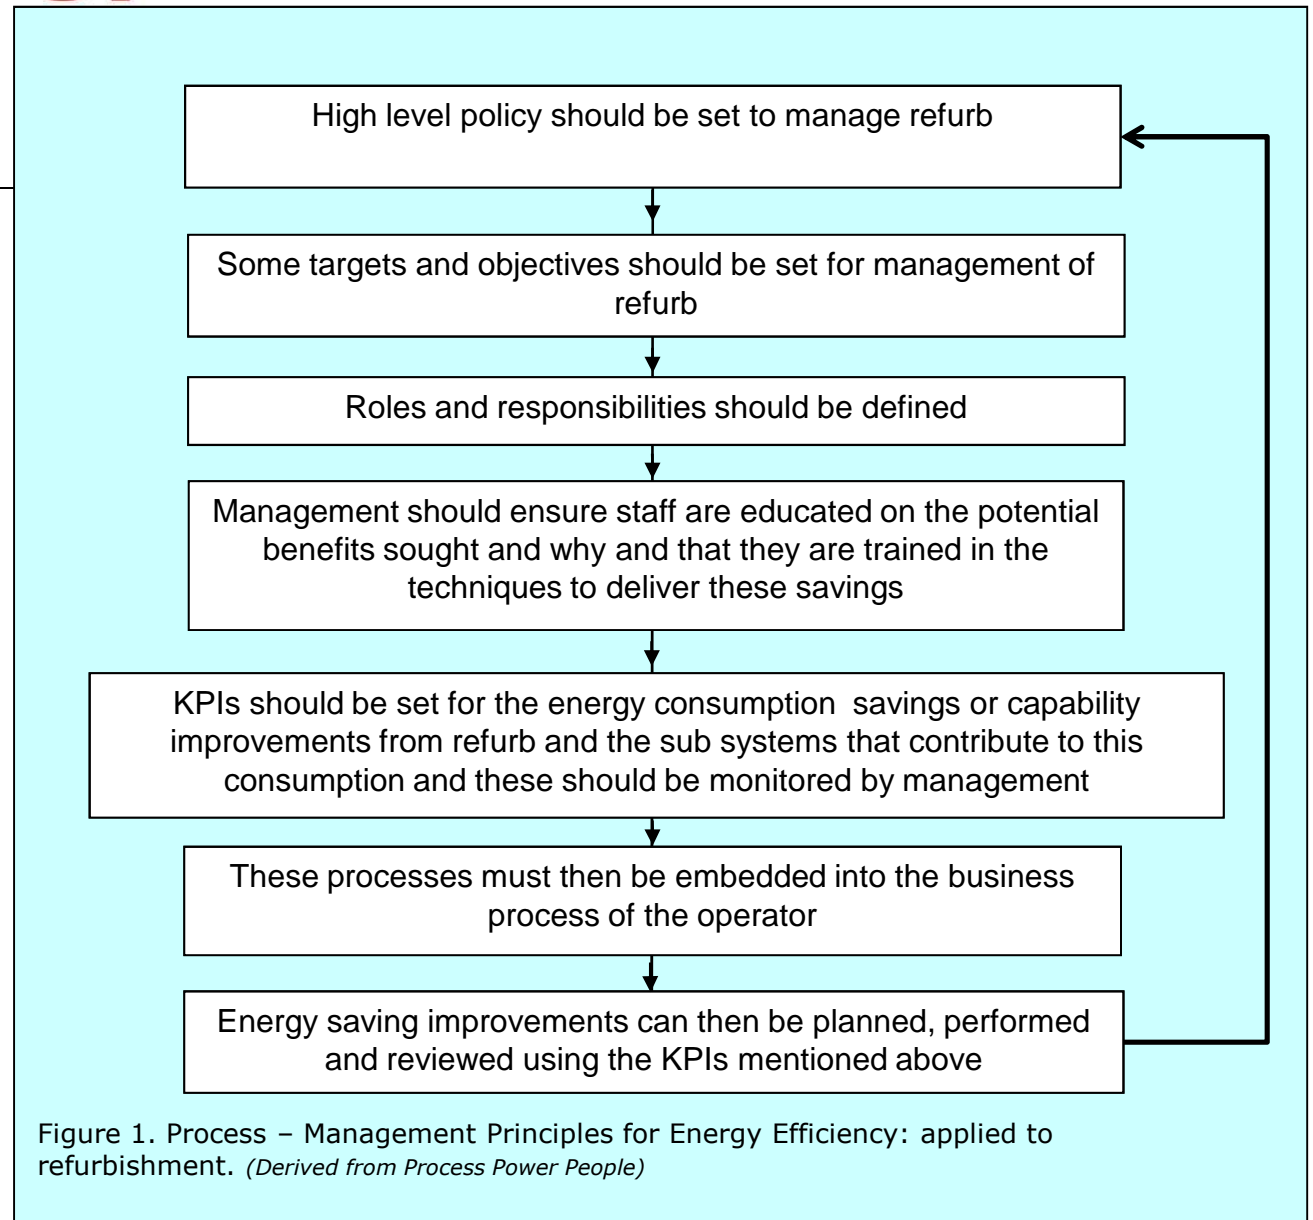 High level policy should be set to manage refurb
Some targets and objectives should be set for management of
refurb
Roles and responsibilities should be defined
Management should ensure staff are educated on the potential
benefits sought and why and that they are trained in the
techniques to deliver these savings
KPIs should be set for the energy consumption  savings or capability
improvements from refurb and the sub systems that contribute to this
consumption and these should be monitored by management
These processes must then be embedded into the business
process of the operator
Energy saving improvements can then be planned, performed
and reviewed using the KPIs mentioned above
Figure 1. Process – Management Principles for Energy Efficiency: applied to
refurbishment. (Derived from Process Power People)